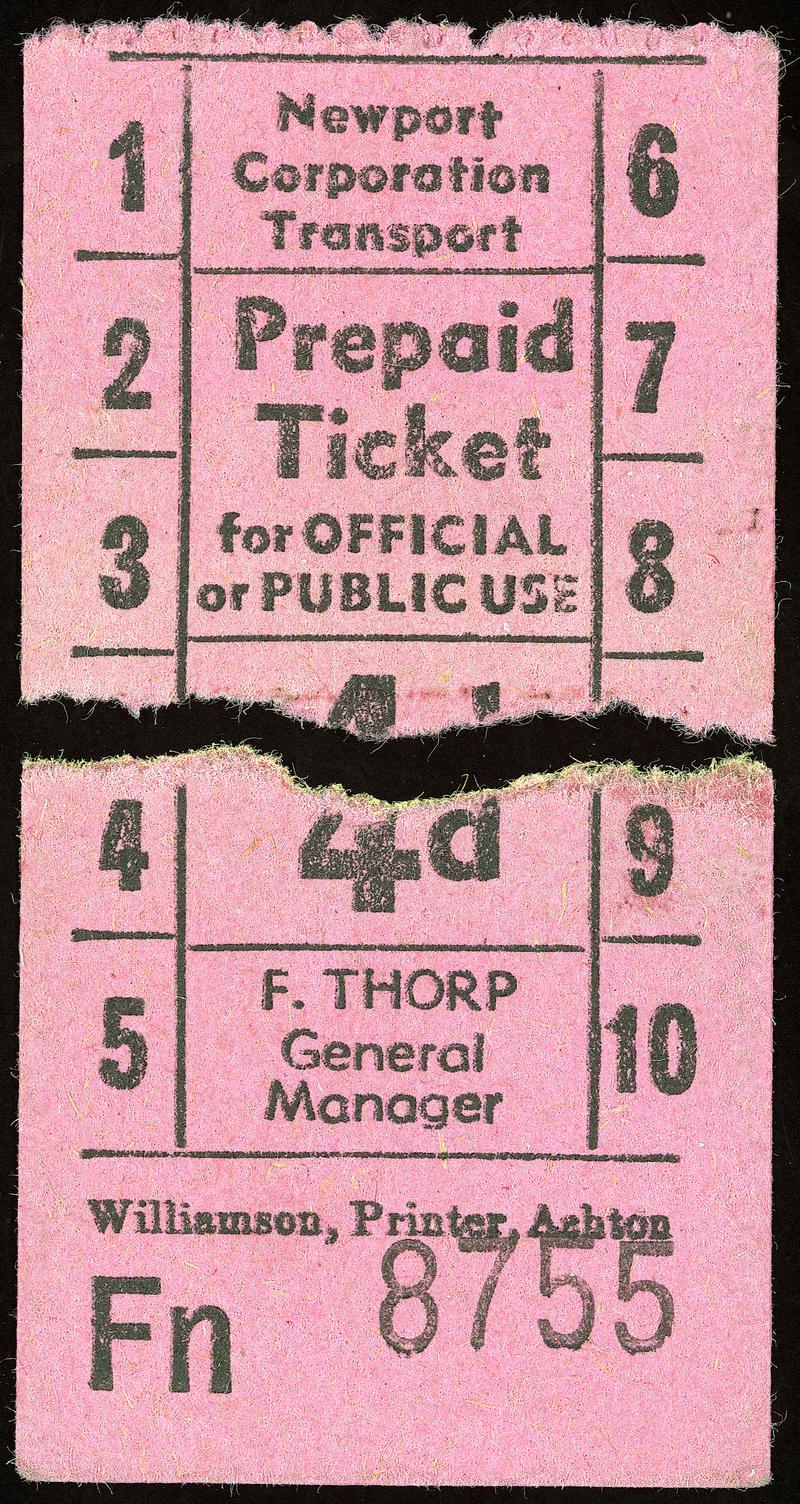 Newport
Corporation
Transport
Prepaid
Ticket
for OFFICIAL
or PUBLIC USE
4d
F. THORP
General
Manager
1
2
3
4
5
6
7
8
9
10
Williamson, Printer, Ashton
Fn 8755